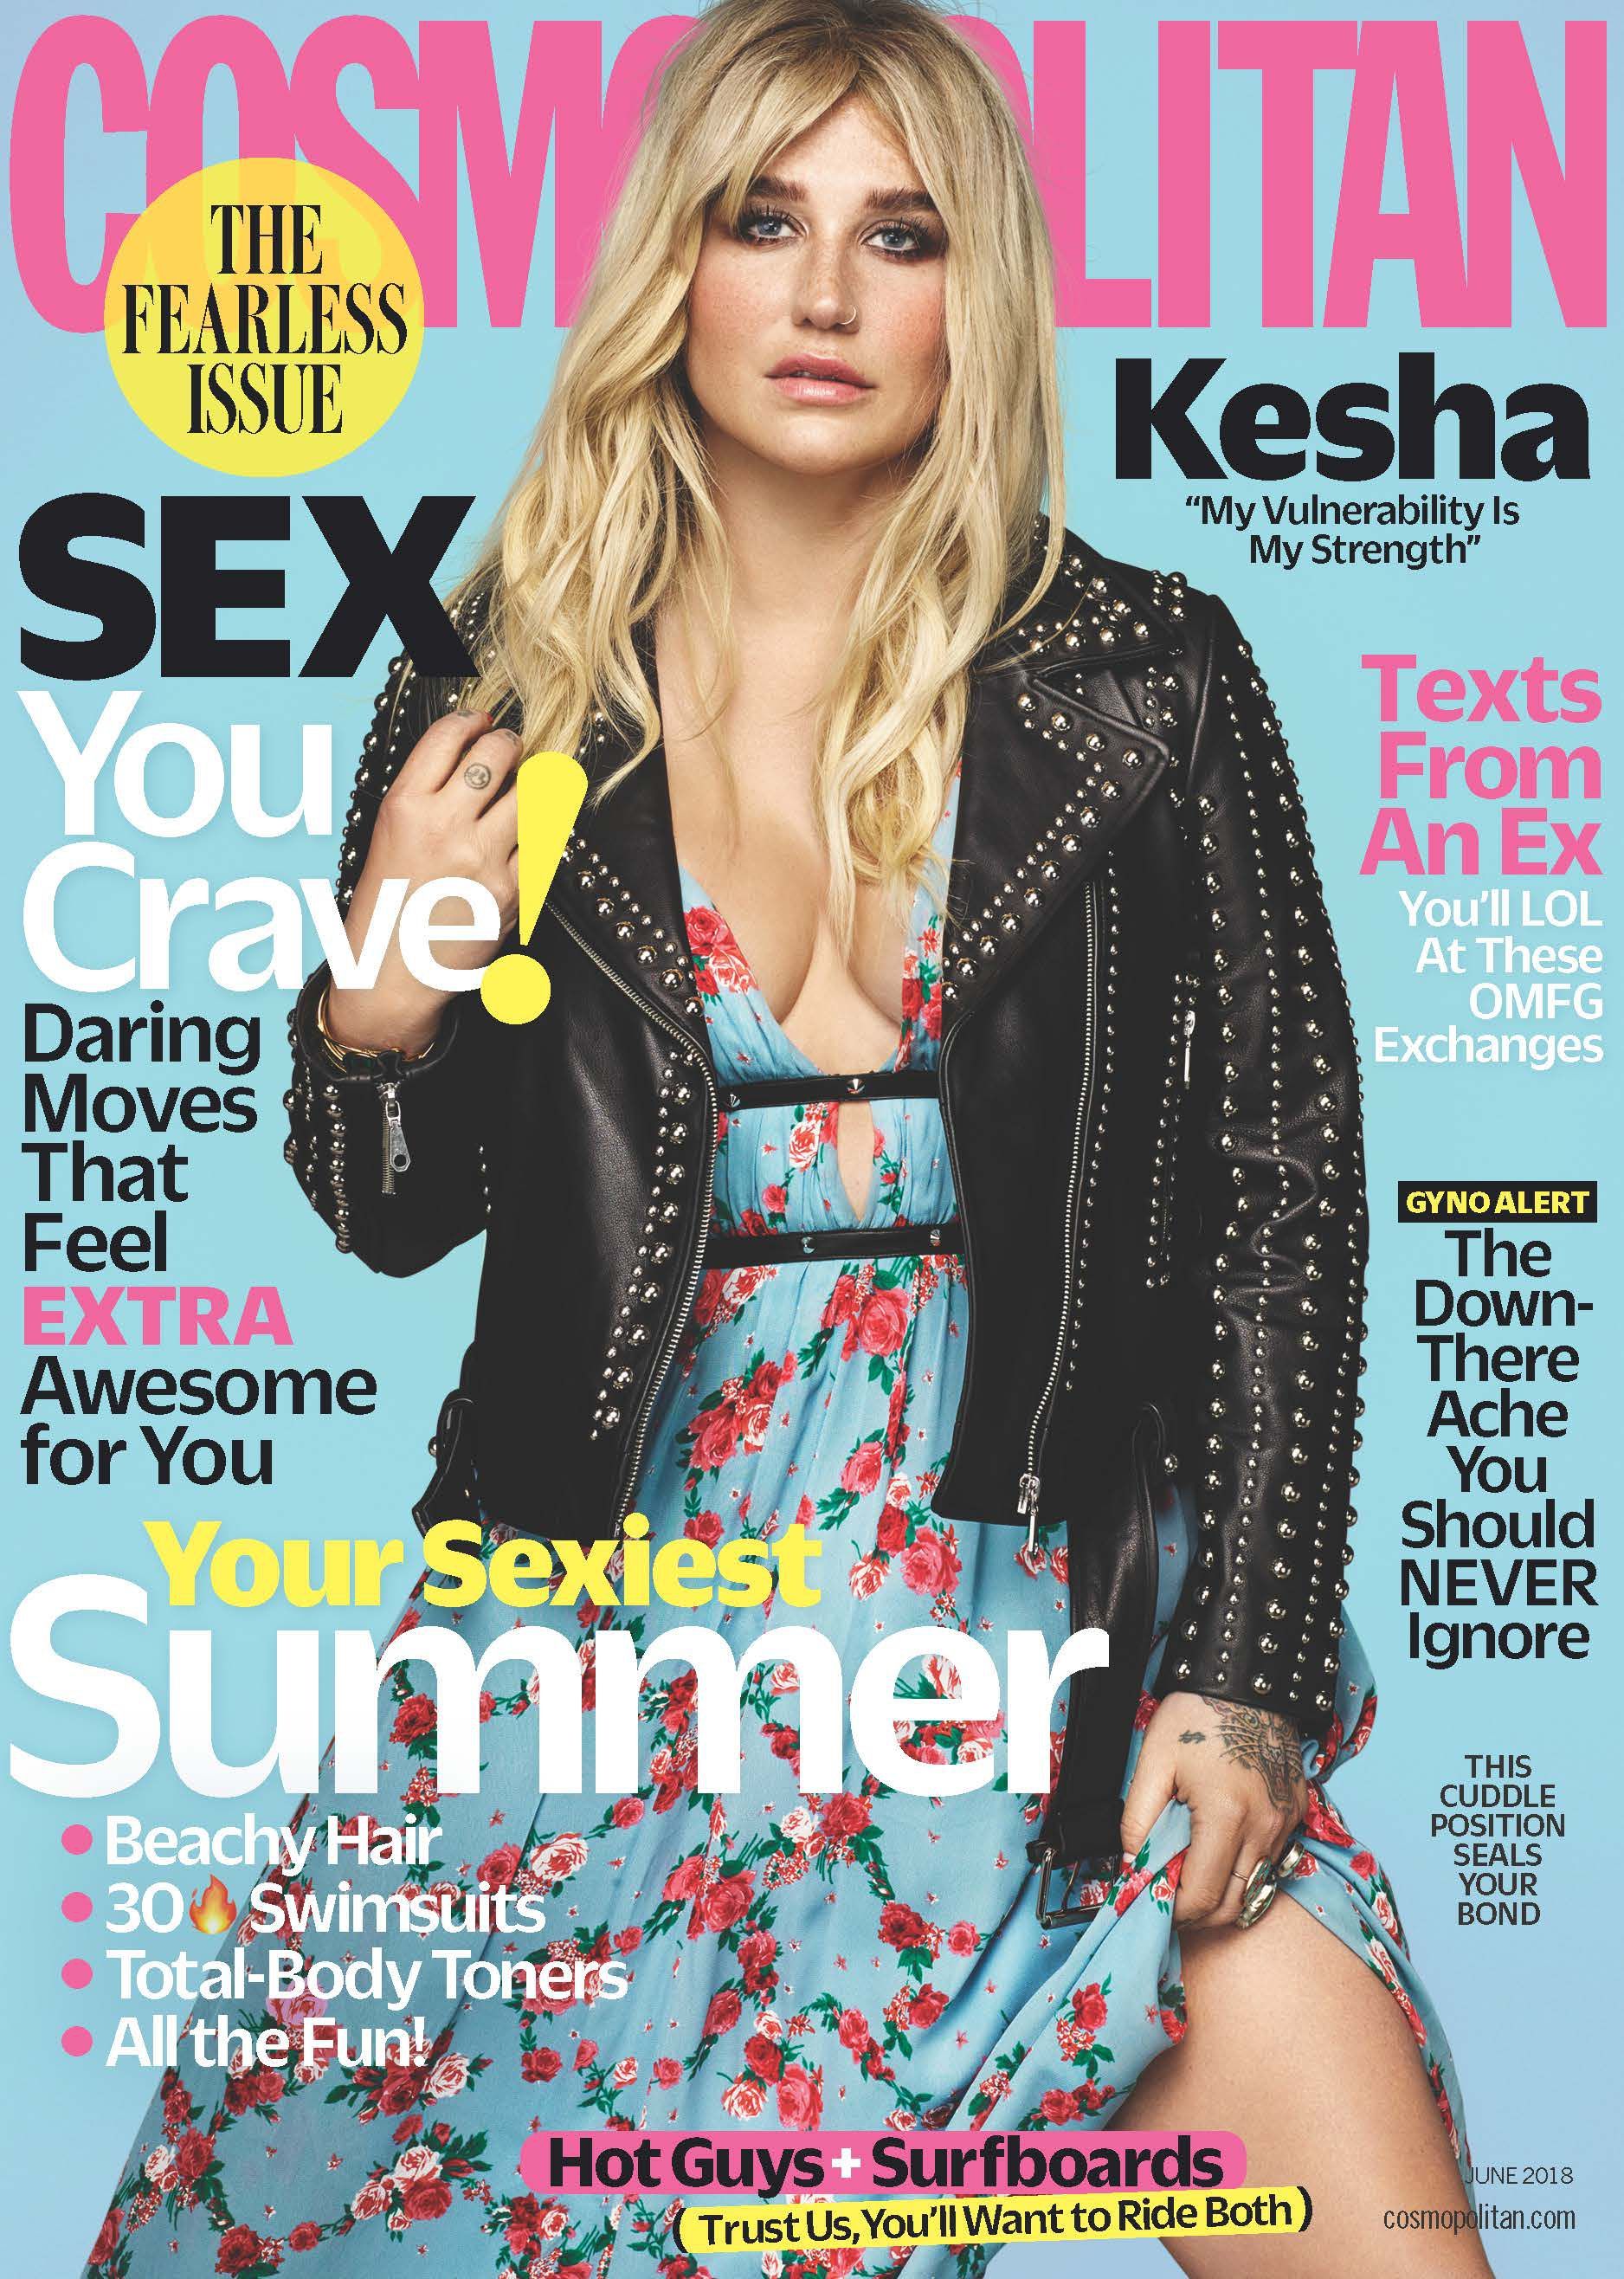 COSMOPOLITAN
THE
FEARLESS
ISSUE
Kesha
“My Vulnerability Is
My Strength”
SEX
You
Crave!
Daring
Moves
That
Feel
EXTRA
Awesome
for You
Texts
From
An Ex
You'll LOL
At These
OMFG
Exchanges
GYNO ALERT
The
Down-
There
Ache
You
Should
NEVER
Ignore
Your Sexiest
Summer
• Beachy Hair
• 30🔥 Swimsuits
• Total-Body Toners
• All the Fun!
THIS
CUDDLE
POSITION
SEALS
YOUR
BOND
Hot Guys + Surfboards
(Trust Us, You'll Want to Ride Both)
JUNE 2018
cosmopolitan.com
$